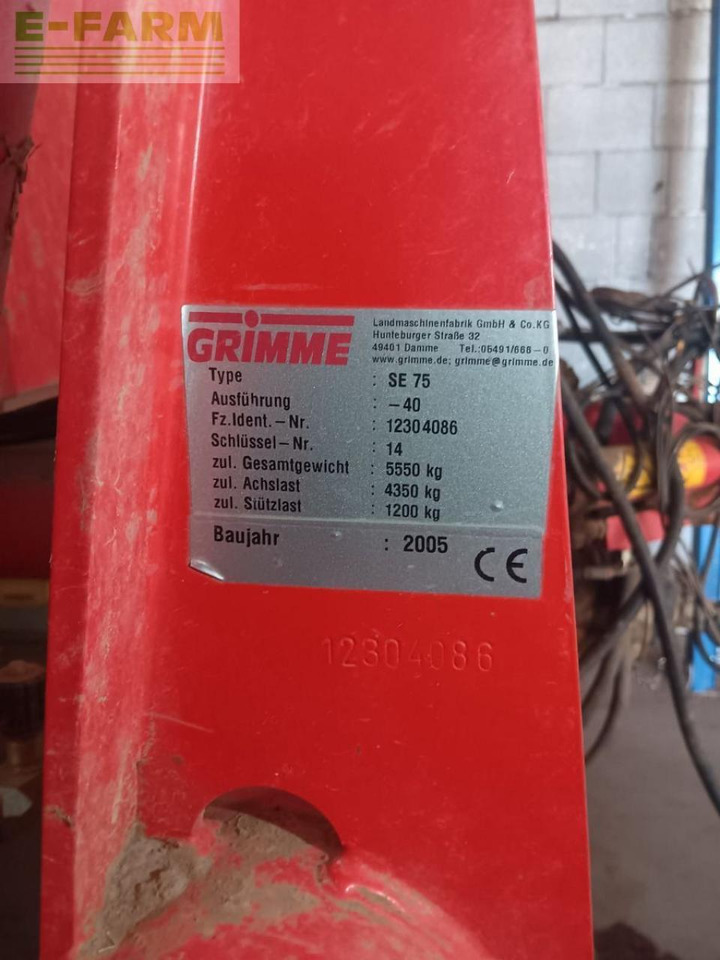 E-FARM
GRIMME
Landmaschinenfabrik GmbH & Co.KG
Hunteburger Straße 32
49401 Damme Tel.:05491/666-0
www.grimme.de; grimme@grimme.de
Type : SE 75
Ausführung : -40
Fz.Ident.-Nr. : 12304086
Schlüssel-Nr. : 14
zul. Gesamtgewicht : 5550 kg
zul. Achslast : 4350 kg
zul. Stützlast : 1200 kg
Baujahr : 2005
CE
12304086